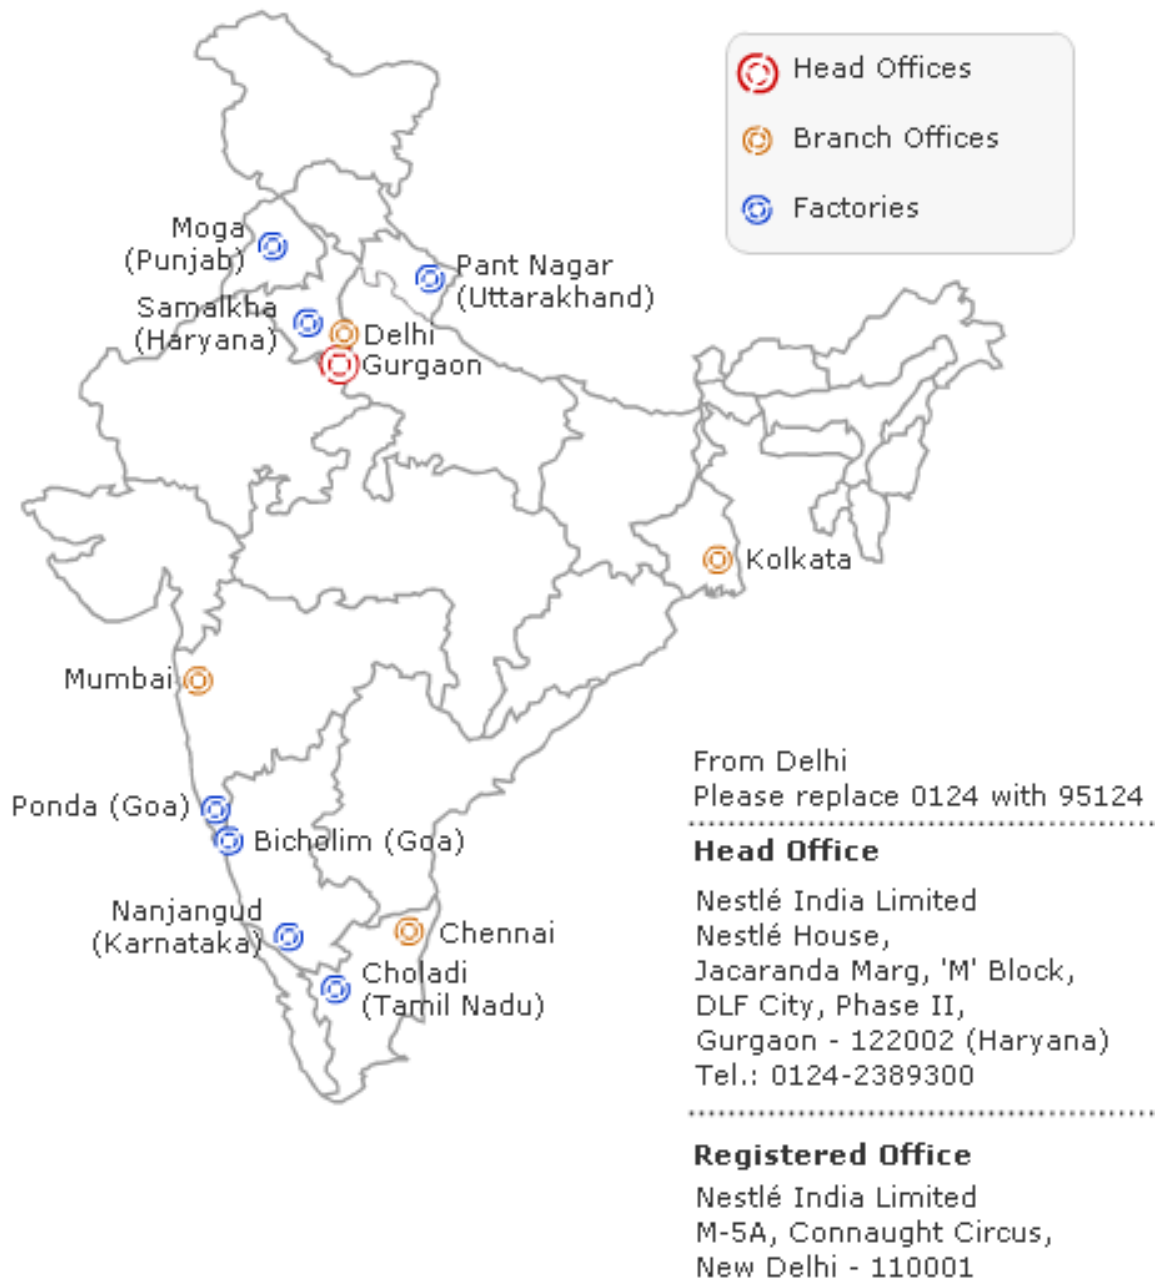 Head Offices
Branch Offices
Factories
Moga
(Punjab)
Pant Nagar
(Uttarakhand)
Samalkha
(Haryana)
Delhi
Gurgaon
Kolkata
Mumbai
Ponda (Goa)
Bicholim (Goa)
Nanjangud
(Karnataka)
Chennai
Choladi
(Tamil Nadu)
From Delhi
Please replace 0124 with 95124
Head Office
Nestlé India Limited
Nestlé House,
Jacaranda Marg, 'M' Block,
DLF City, Phase II,
Gurgaon - 122002 (Haryana)
Tel.: 0124-2389300
Registered Office
Nestlé India Limited
M-5A, Connaught Circus,
New Delhi - 110001